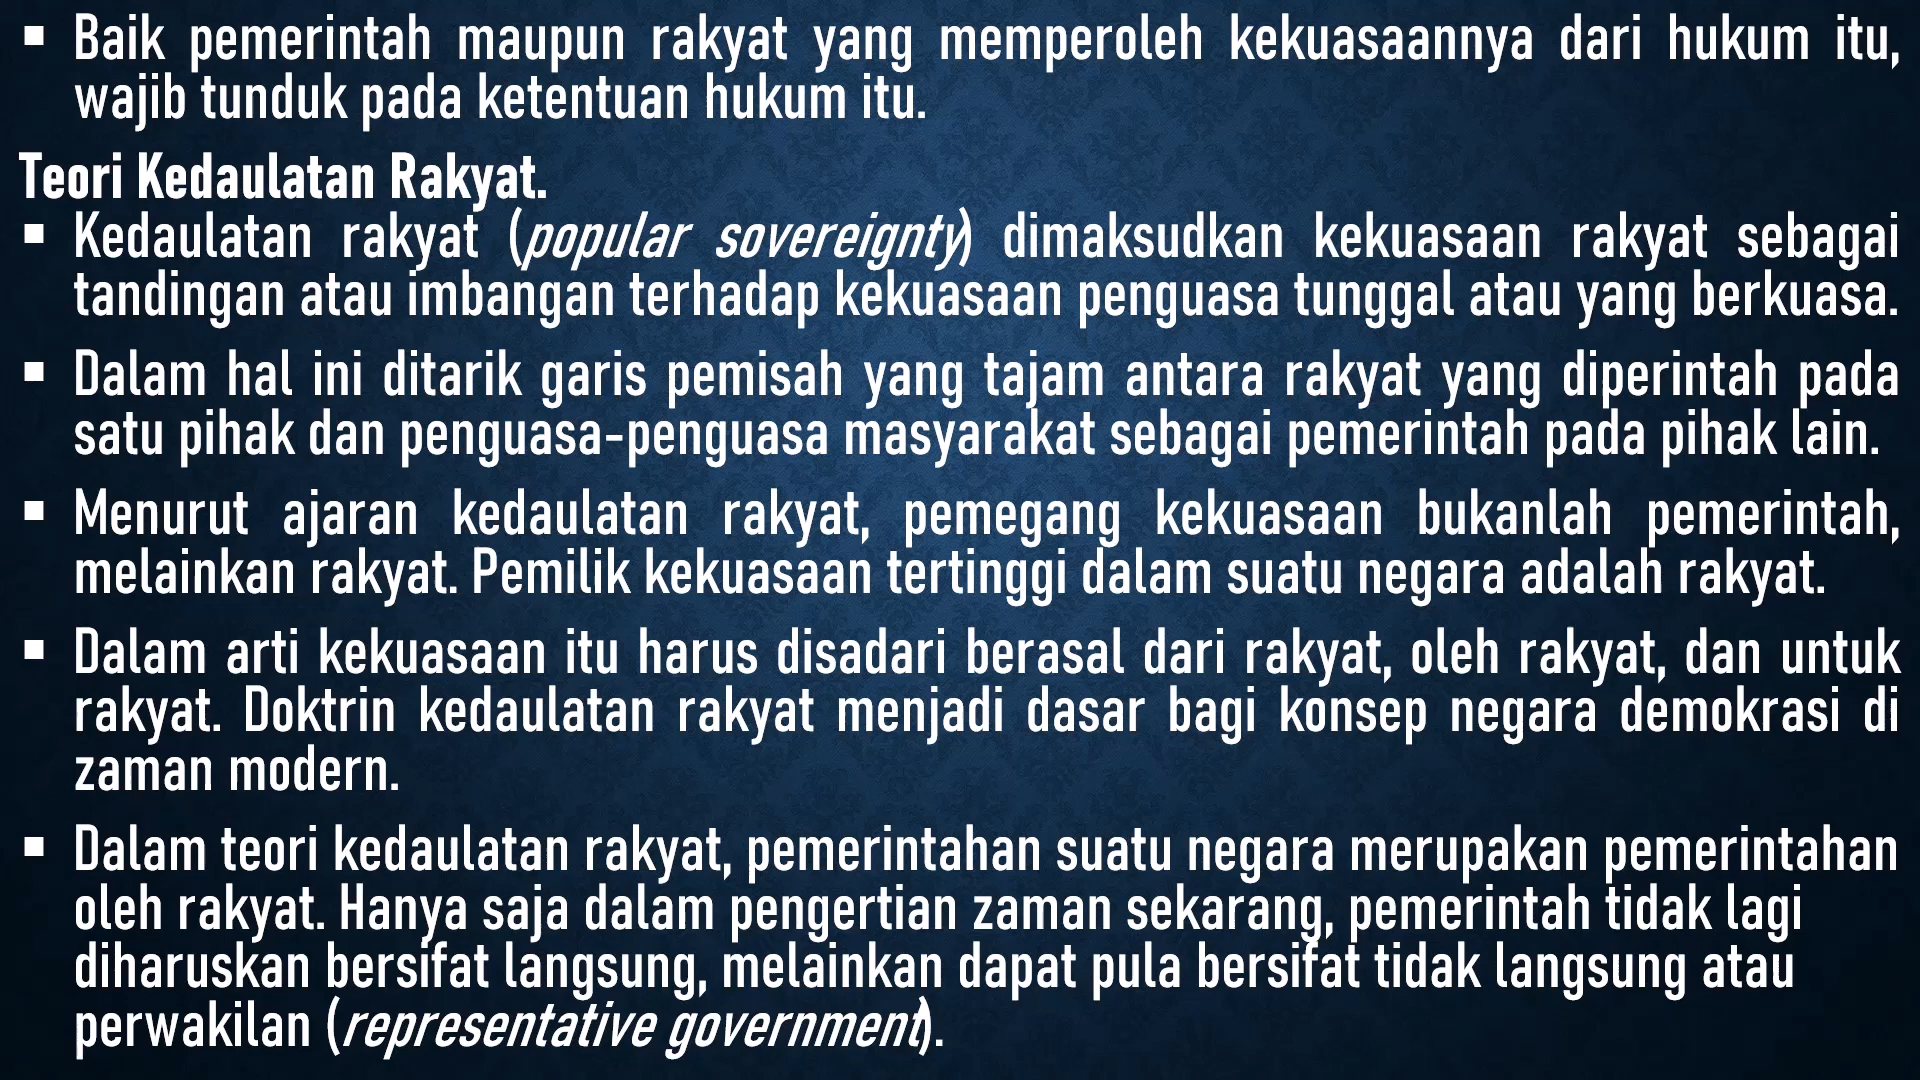 ▪ Baik pemerintah maupun rakyat yang memperoleh kekuasaannya dari hukum itu,
wajib tunduk pada ketentuan hukum itu.
Teori Kedaulatan Rakyat.
▪ Kedaulatan rakyat (popular sovereignty) dimaksudkan kekuasaan rakyat sebagai
tandingan atau imbangan terhadap kekuasaan penguasa tunggal atau yang berkuasa.
▪ Dalam hal ini ditarik garis pemisah yang tajam antara rakyat yang diperintah pada
satu pihak dan penguasa-penguasa masyarakat sebagai pemerintah pada pihak lain.
▪ Menurut ajaran kedaulatan rakyat, pemegang kekuasaan bukanlah pemerintah,
melainkan rakyat. Pemilik kekuasaan tertinggi dalam suatu negara adalah rakyat.
▪ Dalam arti kekuasaan itu harus disadari berasal dari rakyat, oleh rakyat, dan untuk
rakyat. Doktrin kedaulatan rakyat menjadi dasar bagi konsep negara demokrasi di
zaman modern.
▪ Dalam teori kedaulatan rakyat, pemerintahan suatu negara merupakan pemerintahan
oleh rakyat. Hanya saja dalam pengertian zaman sekarang, pemerintah tidak lagi
diharuskan bersifat langsung, melainkan dapat pula bersifat tidak langsung atau
perwakilan (representative government).